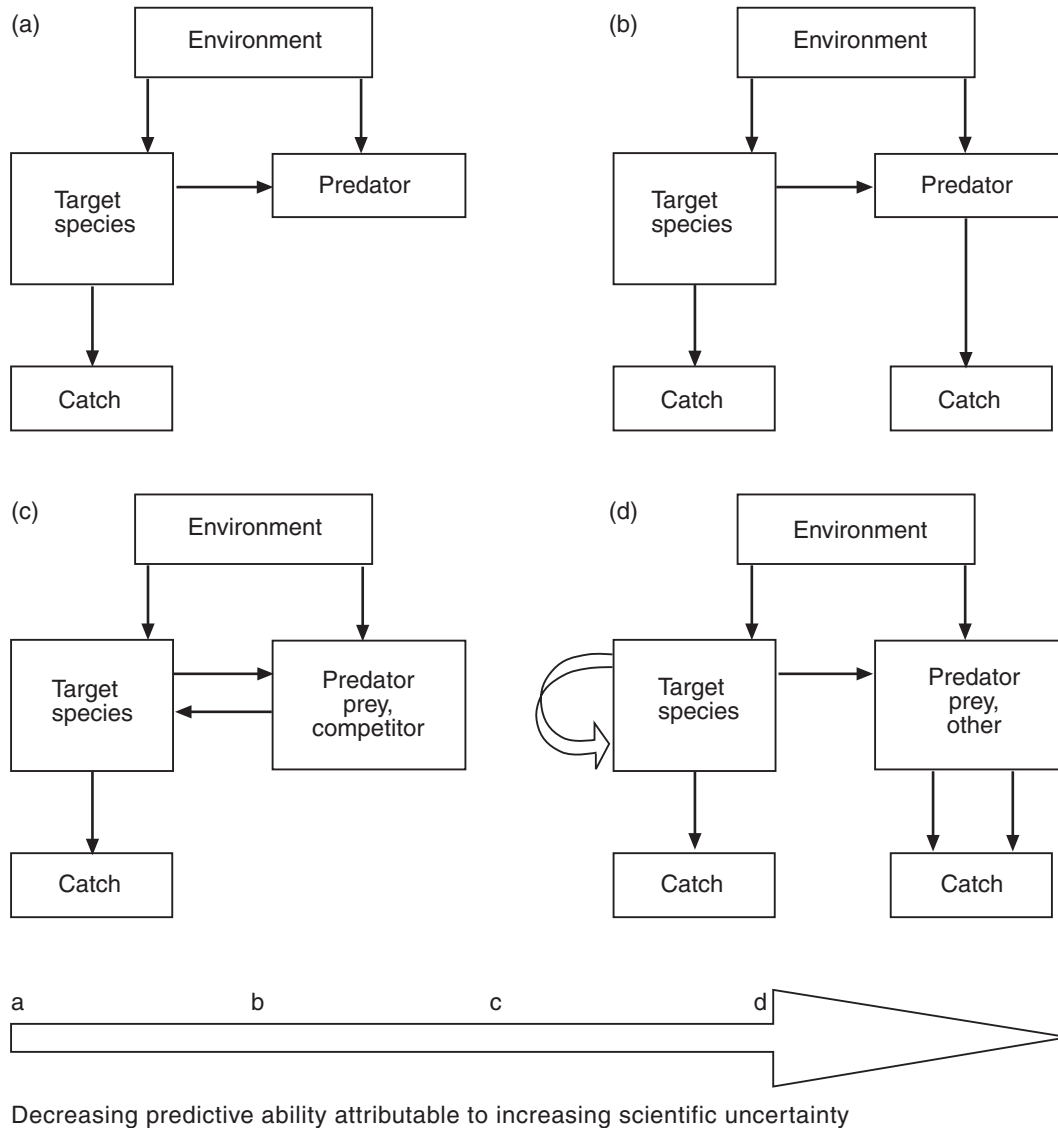 (a)
Environment
Target
species
Predator
Catch
(b)
Environment
Target
species
Predator
Catch
Catch
(c)
Environment
Target
species
Predator
prey,
competitor
Catch
(d)
Environment
Target
species
Predator
prey,
other
Catch
Catch
a b c d
Decreasing predictive ability attributable to increasing scientific uncertainty